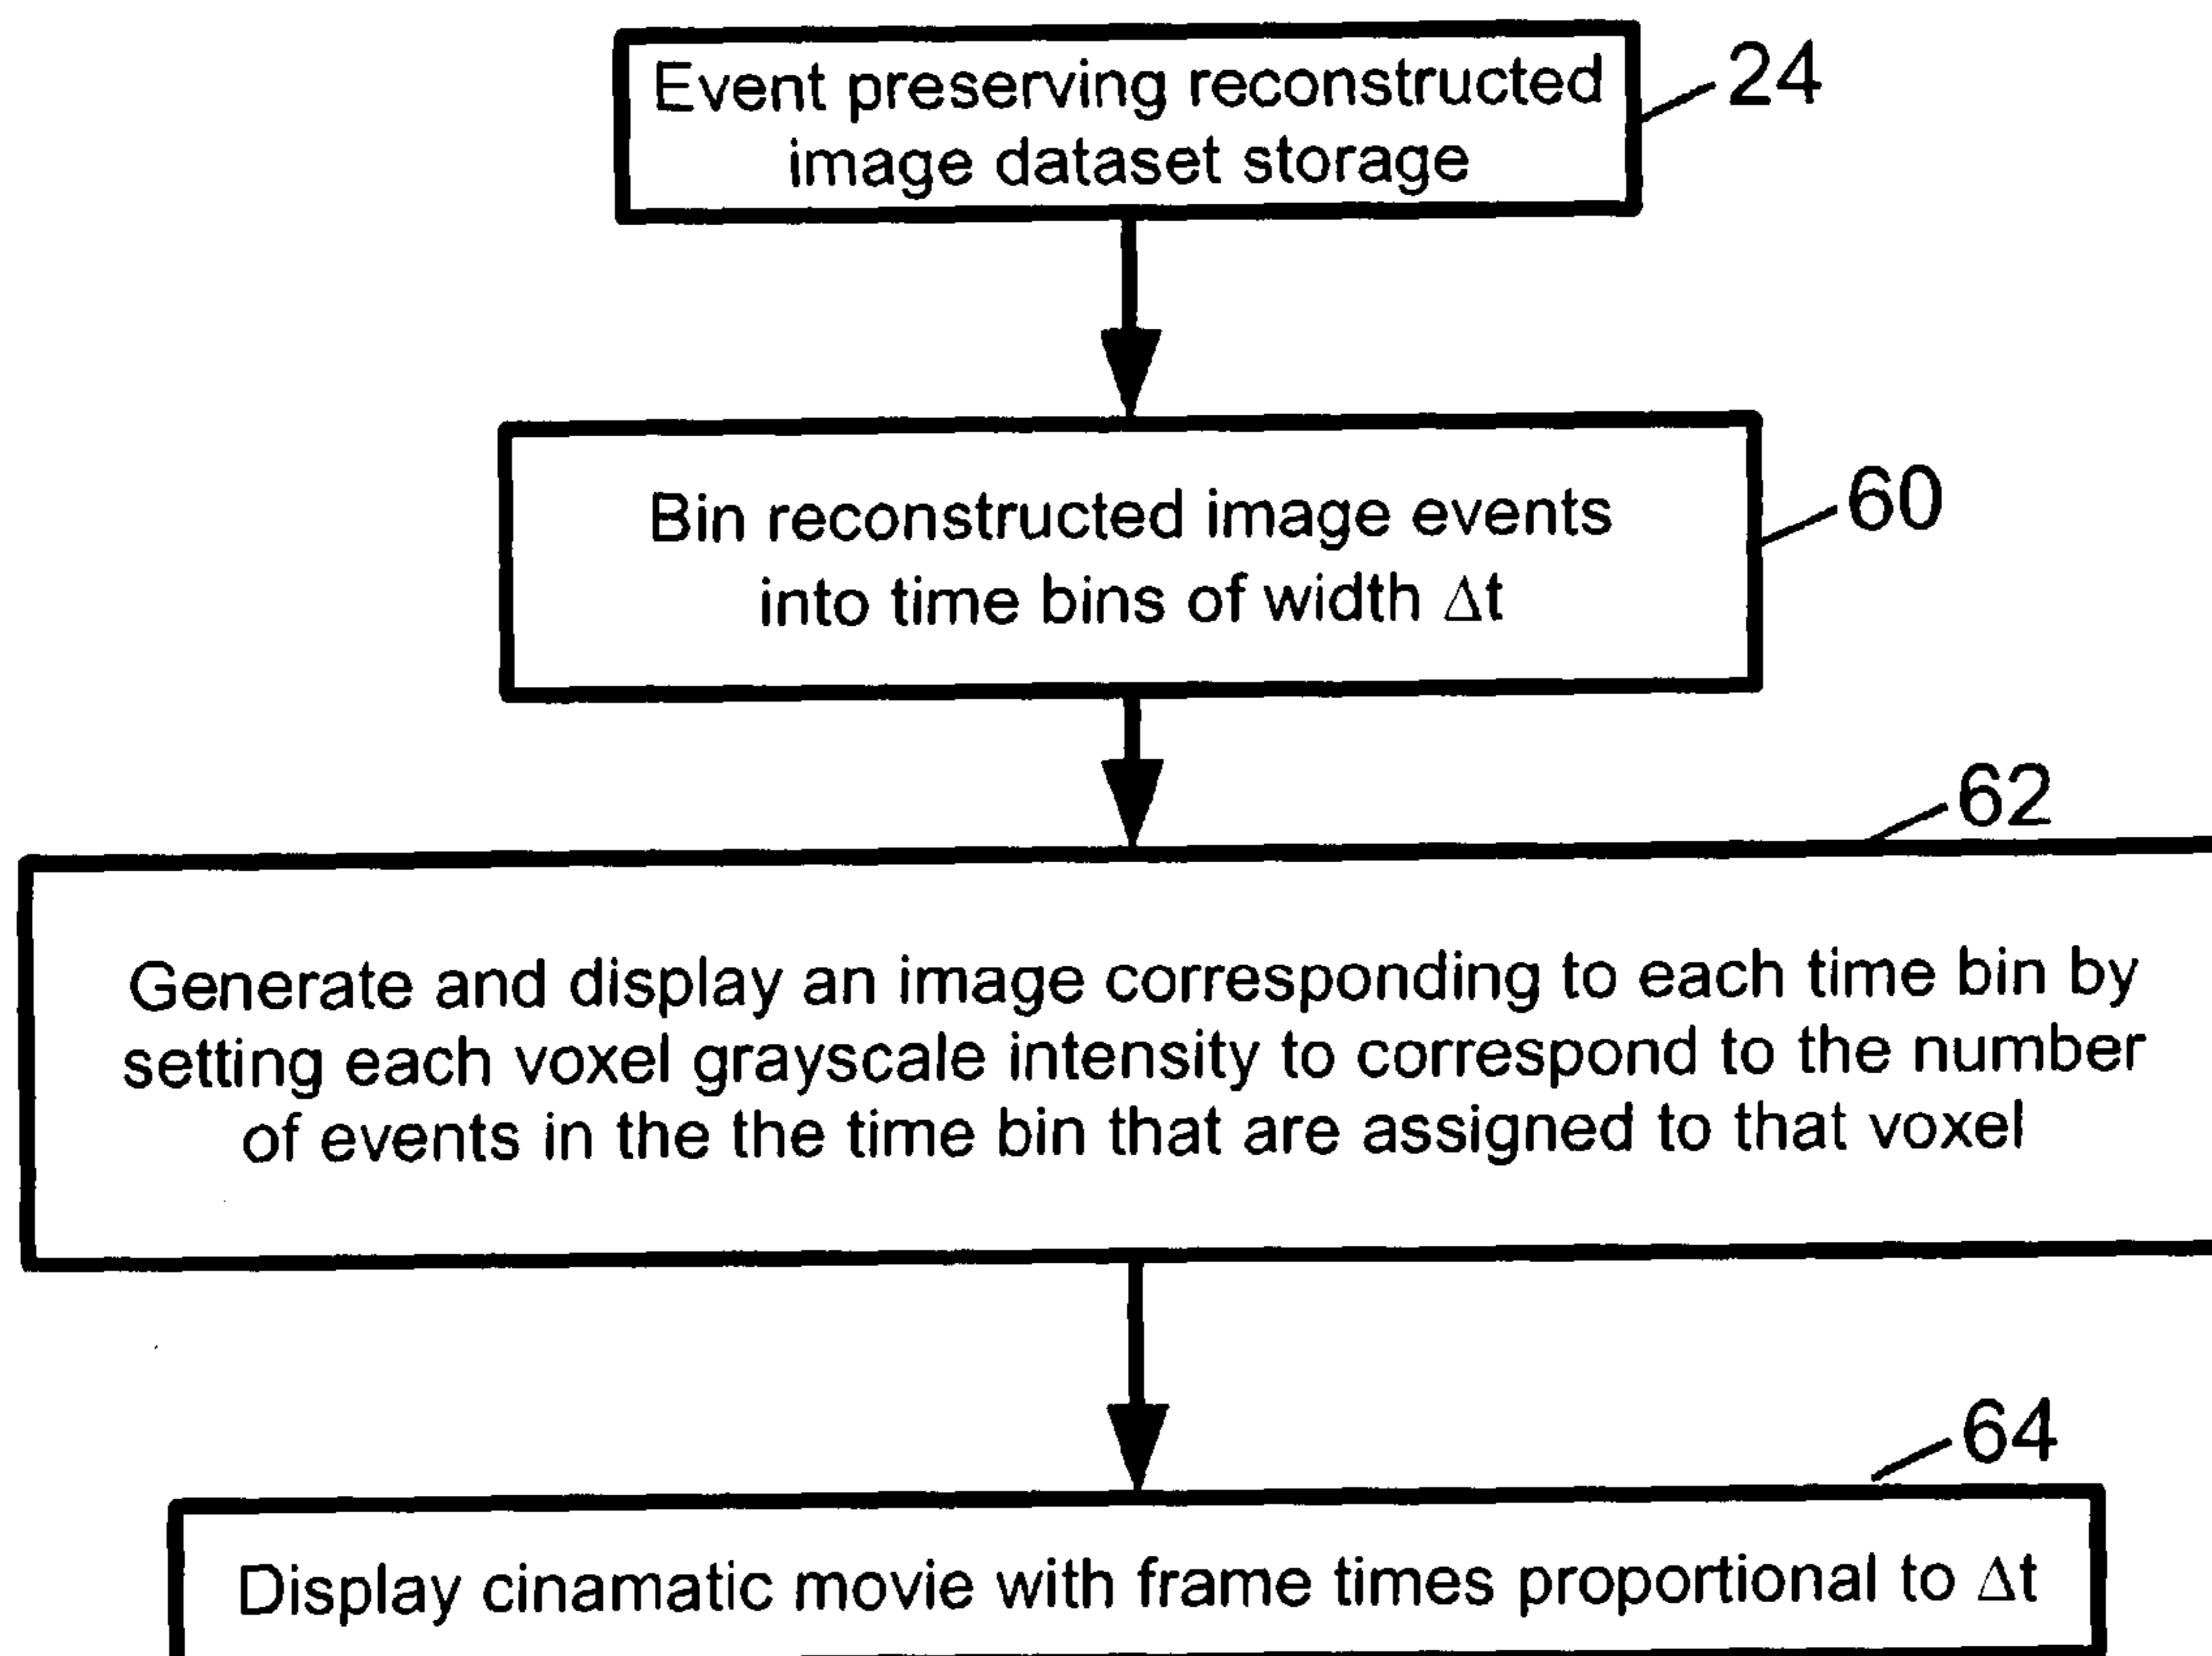 Event preserving reconstructed
image dataset storage
24
Bin reconstructed image events
into time bins of width Δt
60
62
Generate and display an image corresponding to each time bin by
setting each voxel grayscale intensity to correspond to the number
of events in the the time bin that are assigned to that voxel
64
Display cinamatic movie with frame times proportional to Δt